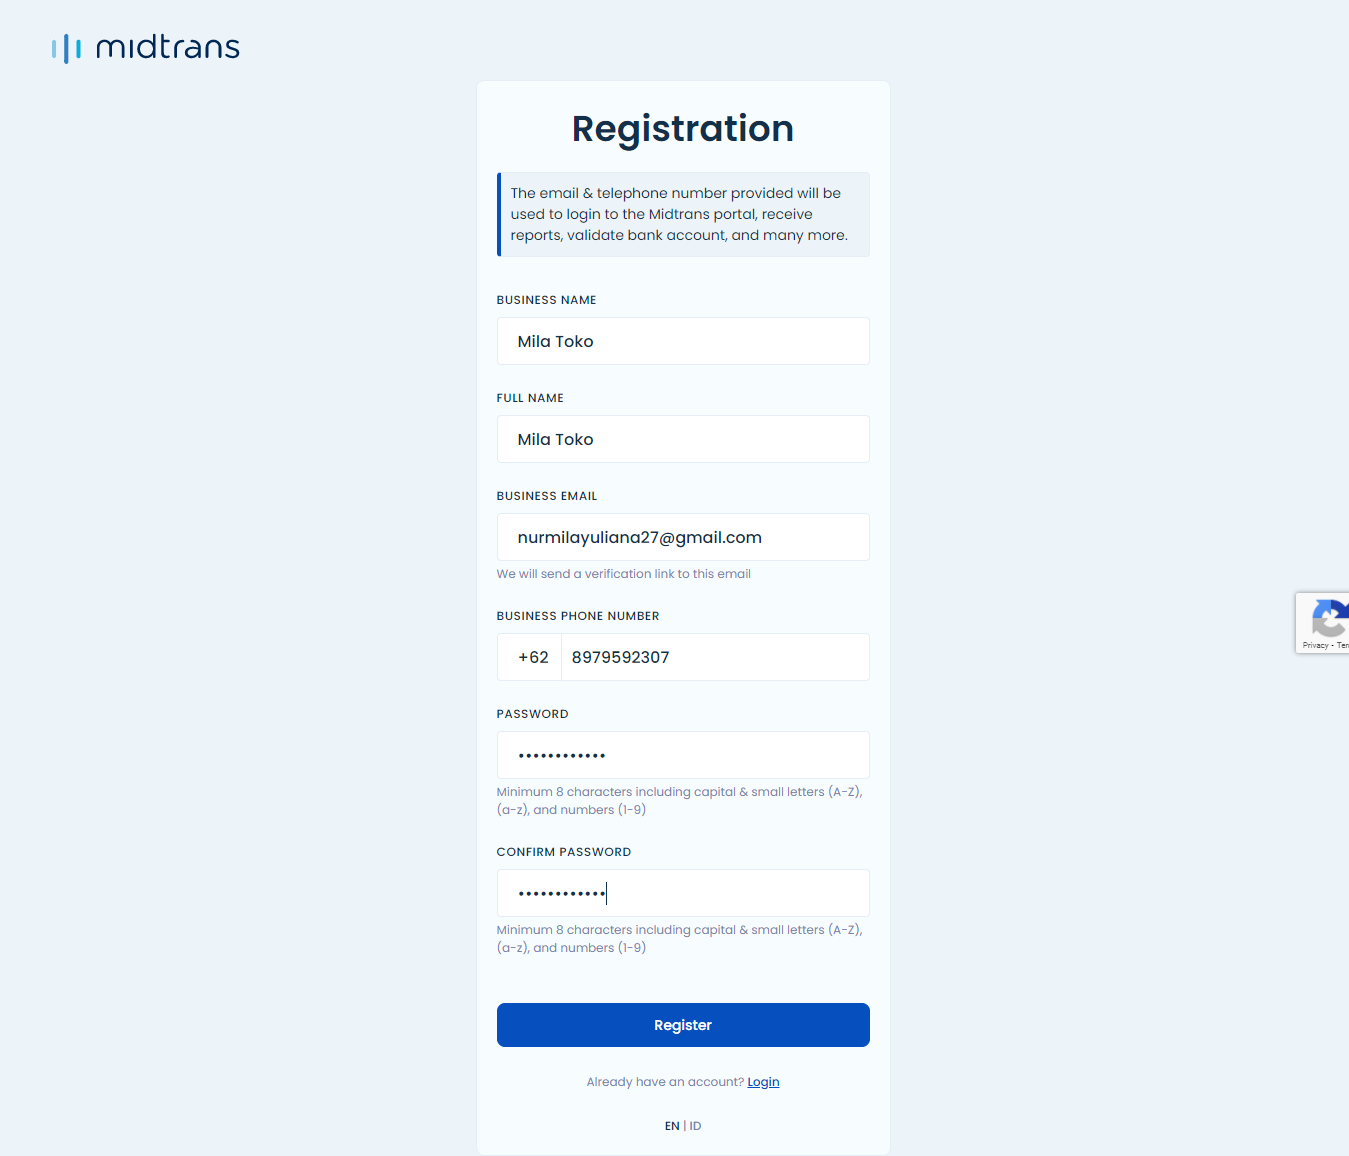 midtrans
Registration
The email & telephone number provided will be
used to login to the Midtrans portal, receive
reports, validate bank account, and many more.
BUSINESS NAME
Mila Toko
FULL NAME
Mila Toko
BUSINESS EMAIL
nurmilayuliana27@gmail.com
We will send a verification link to this email
BUSINESS PHONE NUMBER
+62 8979592307
Privacy - Ter
PASSWORD
••••••••••••
Minimum 8 characters including capital & small letters (A-Z),
(a-z), and numbers (1-9)
CONFIRM PASSWORD
••••••••••••
Minimum 8 characters including capital & small letters (A-Z),
(a-z), and numbers (1-9)
Register
Already have an account? Login
EN | ID